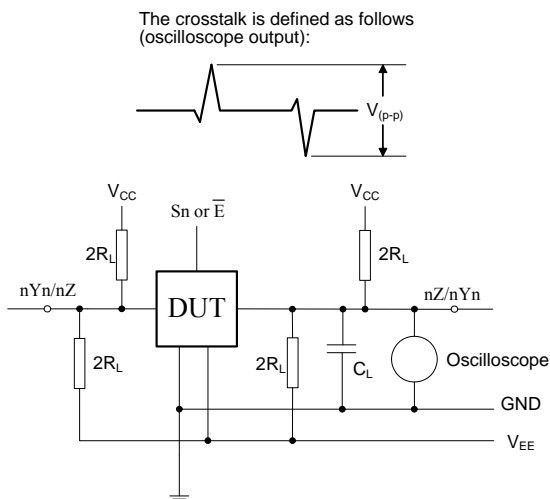 The crosstalk is defined as follows
(oscilloscope output):
V(p-p)
VCC
Sn or E̅
VCC
2RL
2RL
nYn/nZ
DUT
nZ/nYn
2RL
2RL
CL
Oscilloscope
GND
VEE